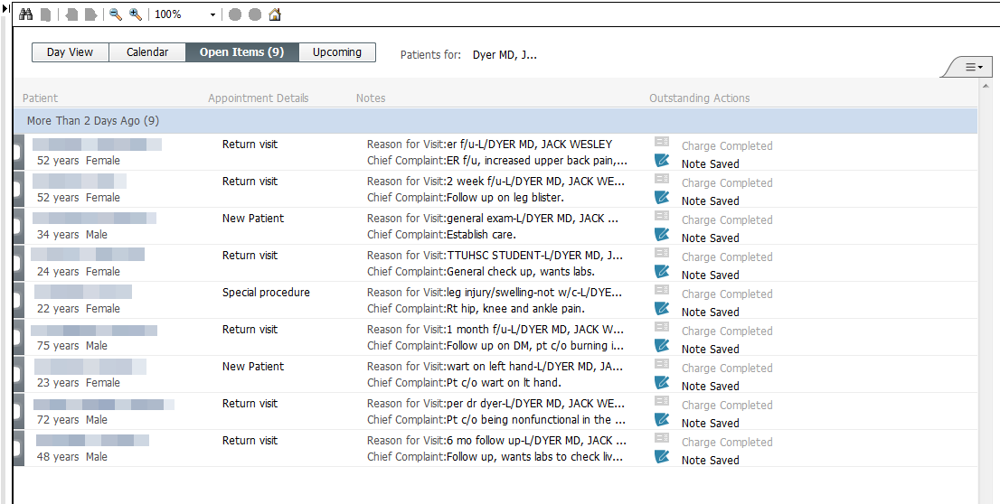 100%
Day View Calendar Open Items (9) Upcoming Patients for: Dyer MD, J...
Patient Appointment Details Notes Outstanding Actions
More Than 2 Days Ago (9)
Return visit Reason for Visit:er f/u-L/DYER MD, JACK WESLEY Charge Completed
52 years Female Chief Complaint:ER f/u, increased upper back pain,... Note Saved
Return visit Reason for Visit:2 week f/u-L/DYER MD, JACK WE... Charge Completed
52 years Female Chief Complaint:Follow up on leg blister. Note Saved
New Patient Reason for Visit:general exam-L/DYER MD, JACK ... Charge Completed
34 years Male Chief Complaint:Establish care. Note Saved
Return visit Reason for Visit:TTUHSC STUDENT-L/DYER MD, J... Charge Completed
24 years Female Chief Complaint:General check up, wants labs. Note Saved
Special procedure Reason for Visit:leg injury/swelling-not w/c-L/DYE... Charge Completed
22 years Female Chief Complaint:Rt hip, knee and ankle pain. Note Saved
Return visit Reason for Visit:1 month f/u-L/DYER MD, JACK W... Charge Completed
75 years Male Chief Complaint:Follow up on DM, pt c/o burning i... Note Saved
New Patient Reason for Visit:wart on left hand-L/DYER MD, JA... Charge Completed
23 years Female Chief Complaint:Pt c/o wart on lt hand. Note Saved
Return visit Reason for Visit:per dr dyer-L/DYER MD, JACK WE... Charge Completed
72 years Male Chief Complaint:Pt c/o being nonfunctional in the ... Note Saved
Return visit Reason for Visit:6 mo follow up-L/DYER MD, JACK ... Charge Completed
48 years Male Chief Complaint:Follow up, wants labs to check liv... Note Saved